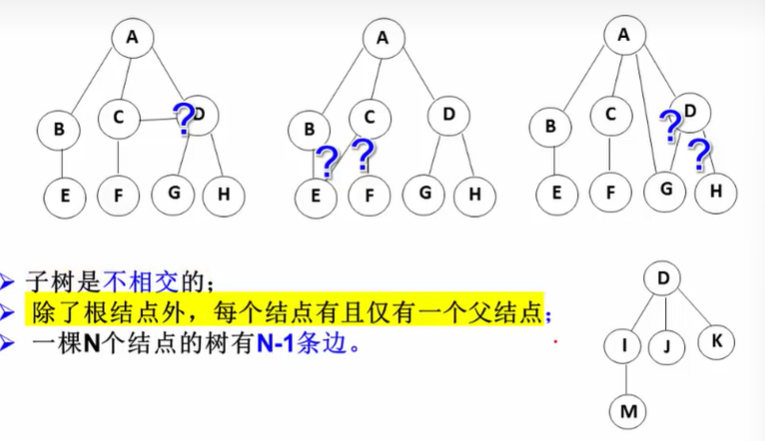 A A A
B C ? D B C D B C ? D
E F G H E ? ? F G H E F G ? H
子树是不相交的；
除了根结点外，每个结点有且仅有一个父结点；
一棵N个结点的树有N-1条边。
D
I J K
M